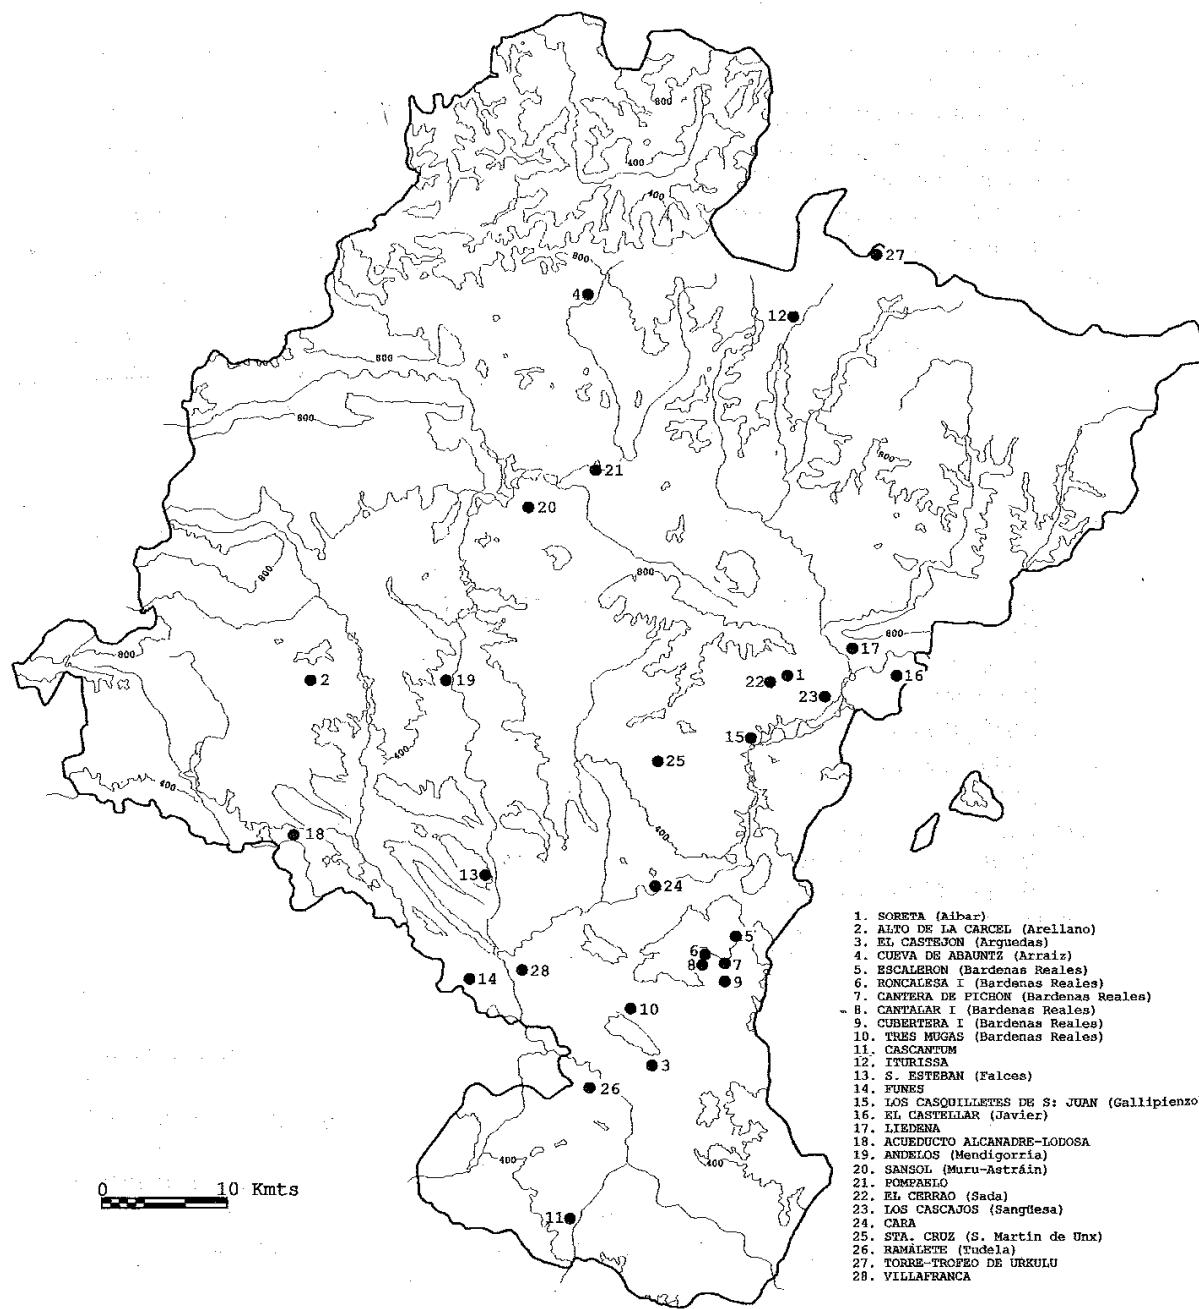 800
400
400
800
27
4
12
800
800
800
21
20
800
800
800
800
17
2
19
22
1
16
23
15
400
25
400
400
18
13
24
5
6
8
7
28
14
9
10
3
26
400
400
11
0 10 Kmts
1. SORETA (Aibar)
2. ALTO DE LA CARCEL (Arellano)
3. EL CASTEJON (Arguedas)
4. CUEVA DE ABAUNTZ (Arraiz)
5. ESCALERON (Bardenas Reales)
6. RONCALESA I (Bardenas Reales)
7. CANTERA DE PICHON (Bardenas Reales)
8. CANTALAR I (Bardenas Reales)
9. CUBERTERA I (Bardenas Reales)
10. TRES MUGAS (Bardenas Reales)
11. CASCANTUM
12. ITURISSA
13. S. ESTEBAN (Falces)
14. FUNES
15. LOS CASQUILLETES DE S: JUAN (Gallipienzo
16. EL CASTELLAR (Javier)
17. LIEDENA
18. ACUEDUCTO ALCANADRE-LODOSA
19. ANDELOS (Mendigorría)
20. SANSOL (Muru-Astráin)
21. POMPAELO
22. EL CERRAO (Sada)
23. LOS CASCAJOS (Sangüesa)
24. CARA
25. STA. CRUZ (S. Martin de Unx)
26. RAMALETE (Tudela)
27. TORRE-TROFEO DE URKULU
28. VILLAFRANCA